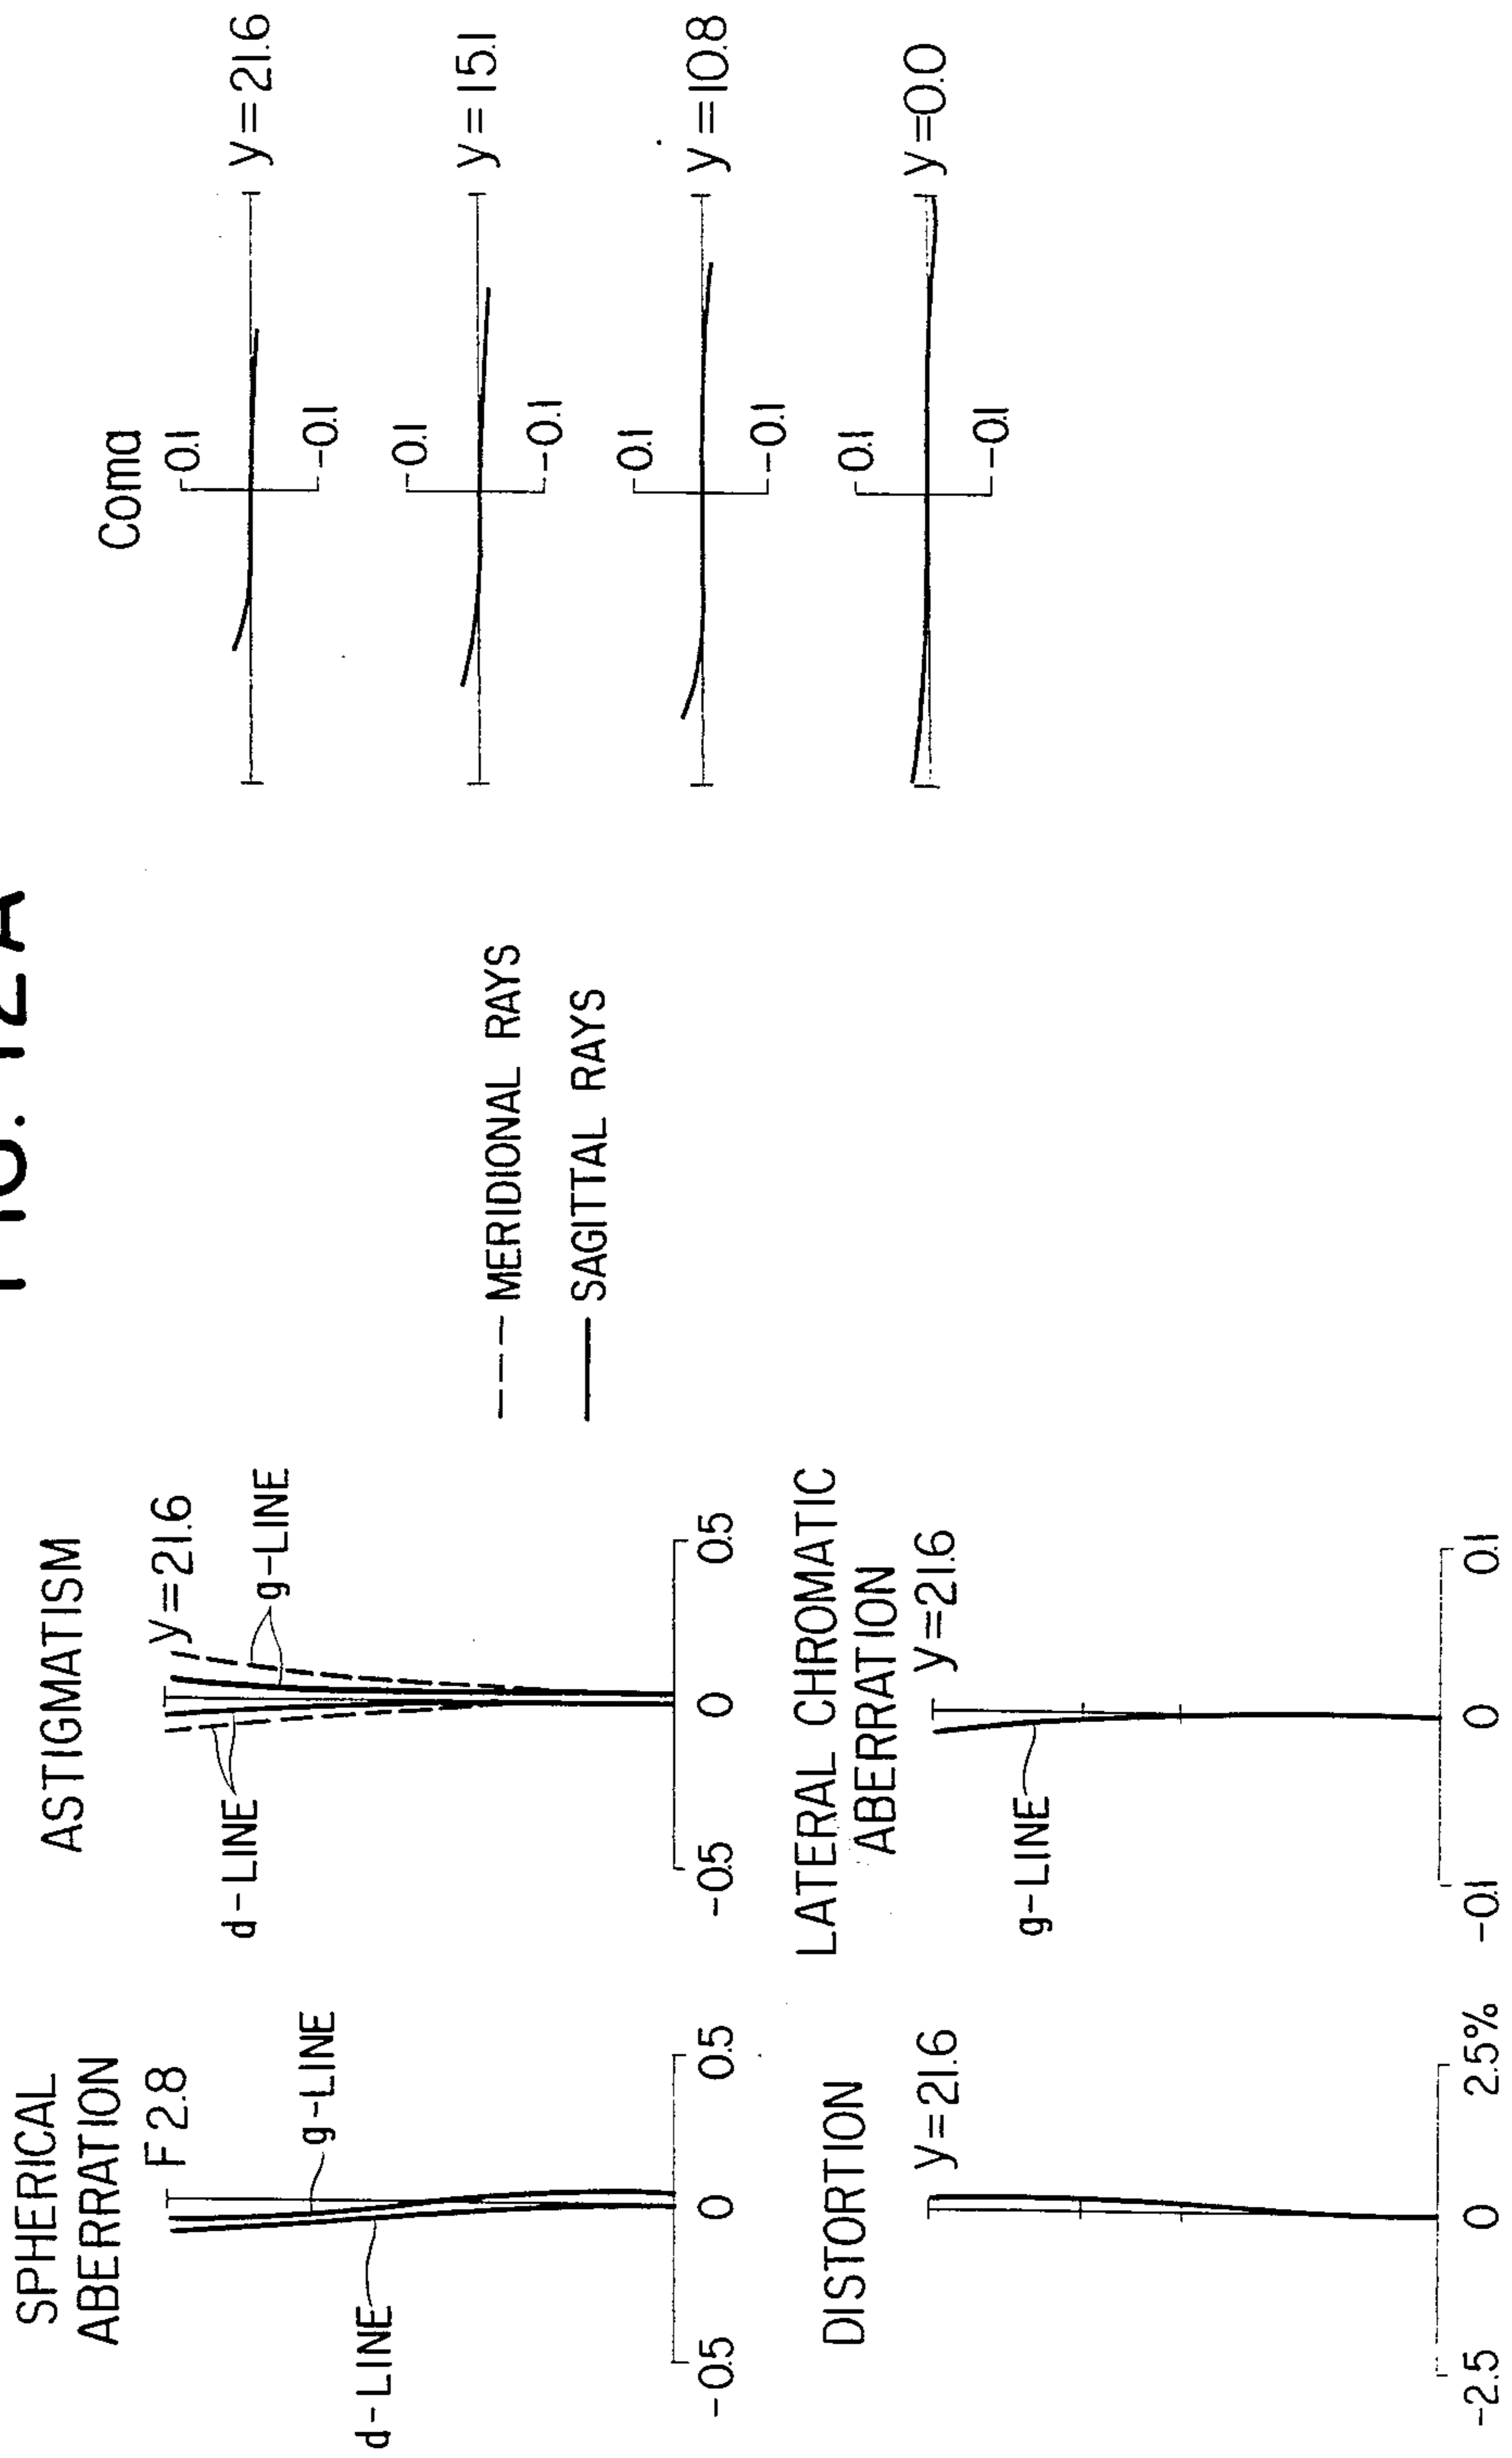 FIG. 12A
SPHERICAL
ABERRATION
F 2.8
g-LINE
d-LINE
-0.5
0
0.5
ASTIGMATISM
y=21.6
g-LINE
d-LINE
-0.5
0
0.5
--- MERIDIONAL RAYS
— SAGITTAL RAYS
DISTORTION
y=21.6
-2.5
0
2.5%
LATERAL CHROMATIC
ABERRATION
y=21.6
g-LINE
-0.1
0
0.1
Coma
0.1
-0.1
y=21.6
0.1
-0.1
y=15.1
0.1
-0.1
y=10.8
0.1
-0.1
y=0.0